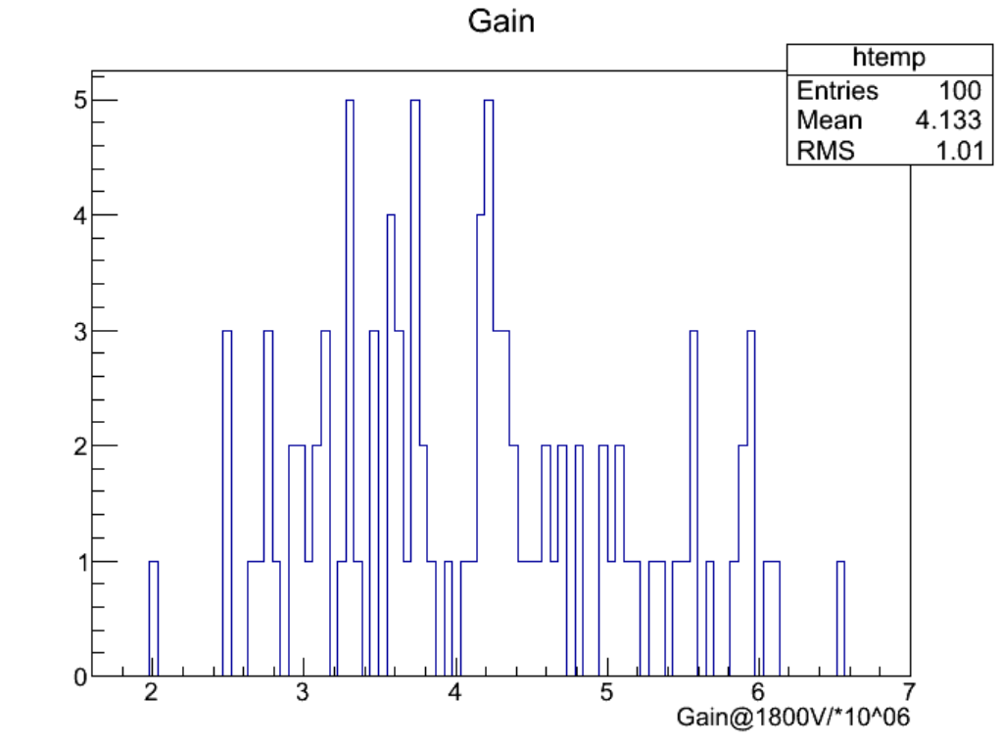 Gain
htemp
Entries 100
Mean 4.133
RMS 1.01
5
4
3
2
1
0
2 3 4 5 6 7
Gain@1800V/*10^06